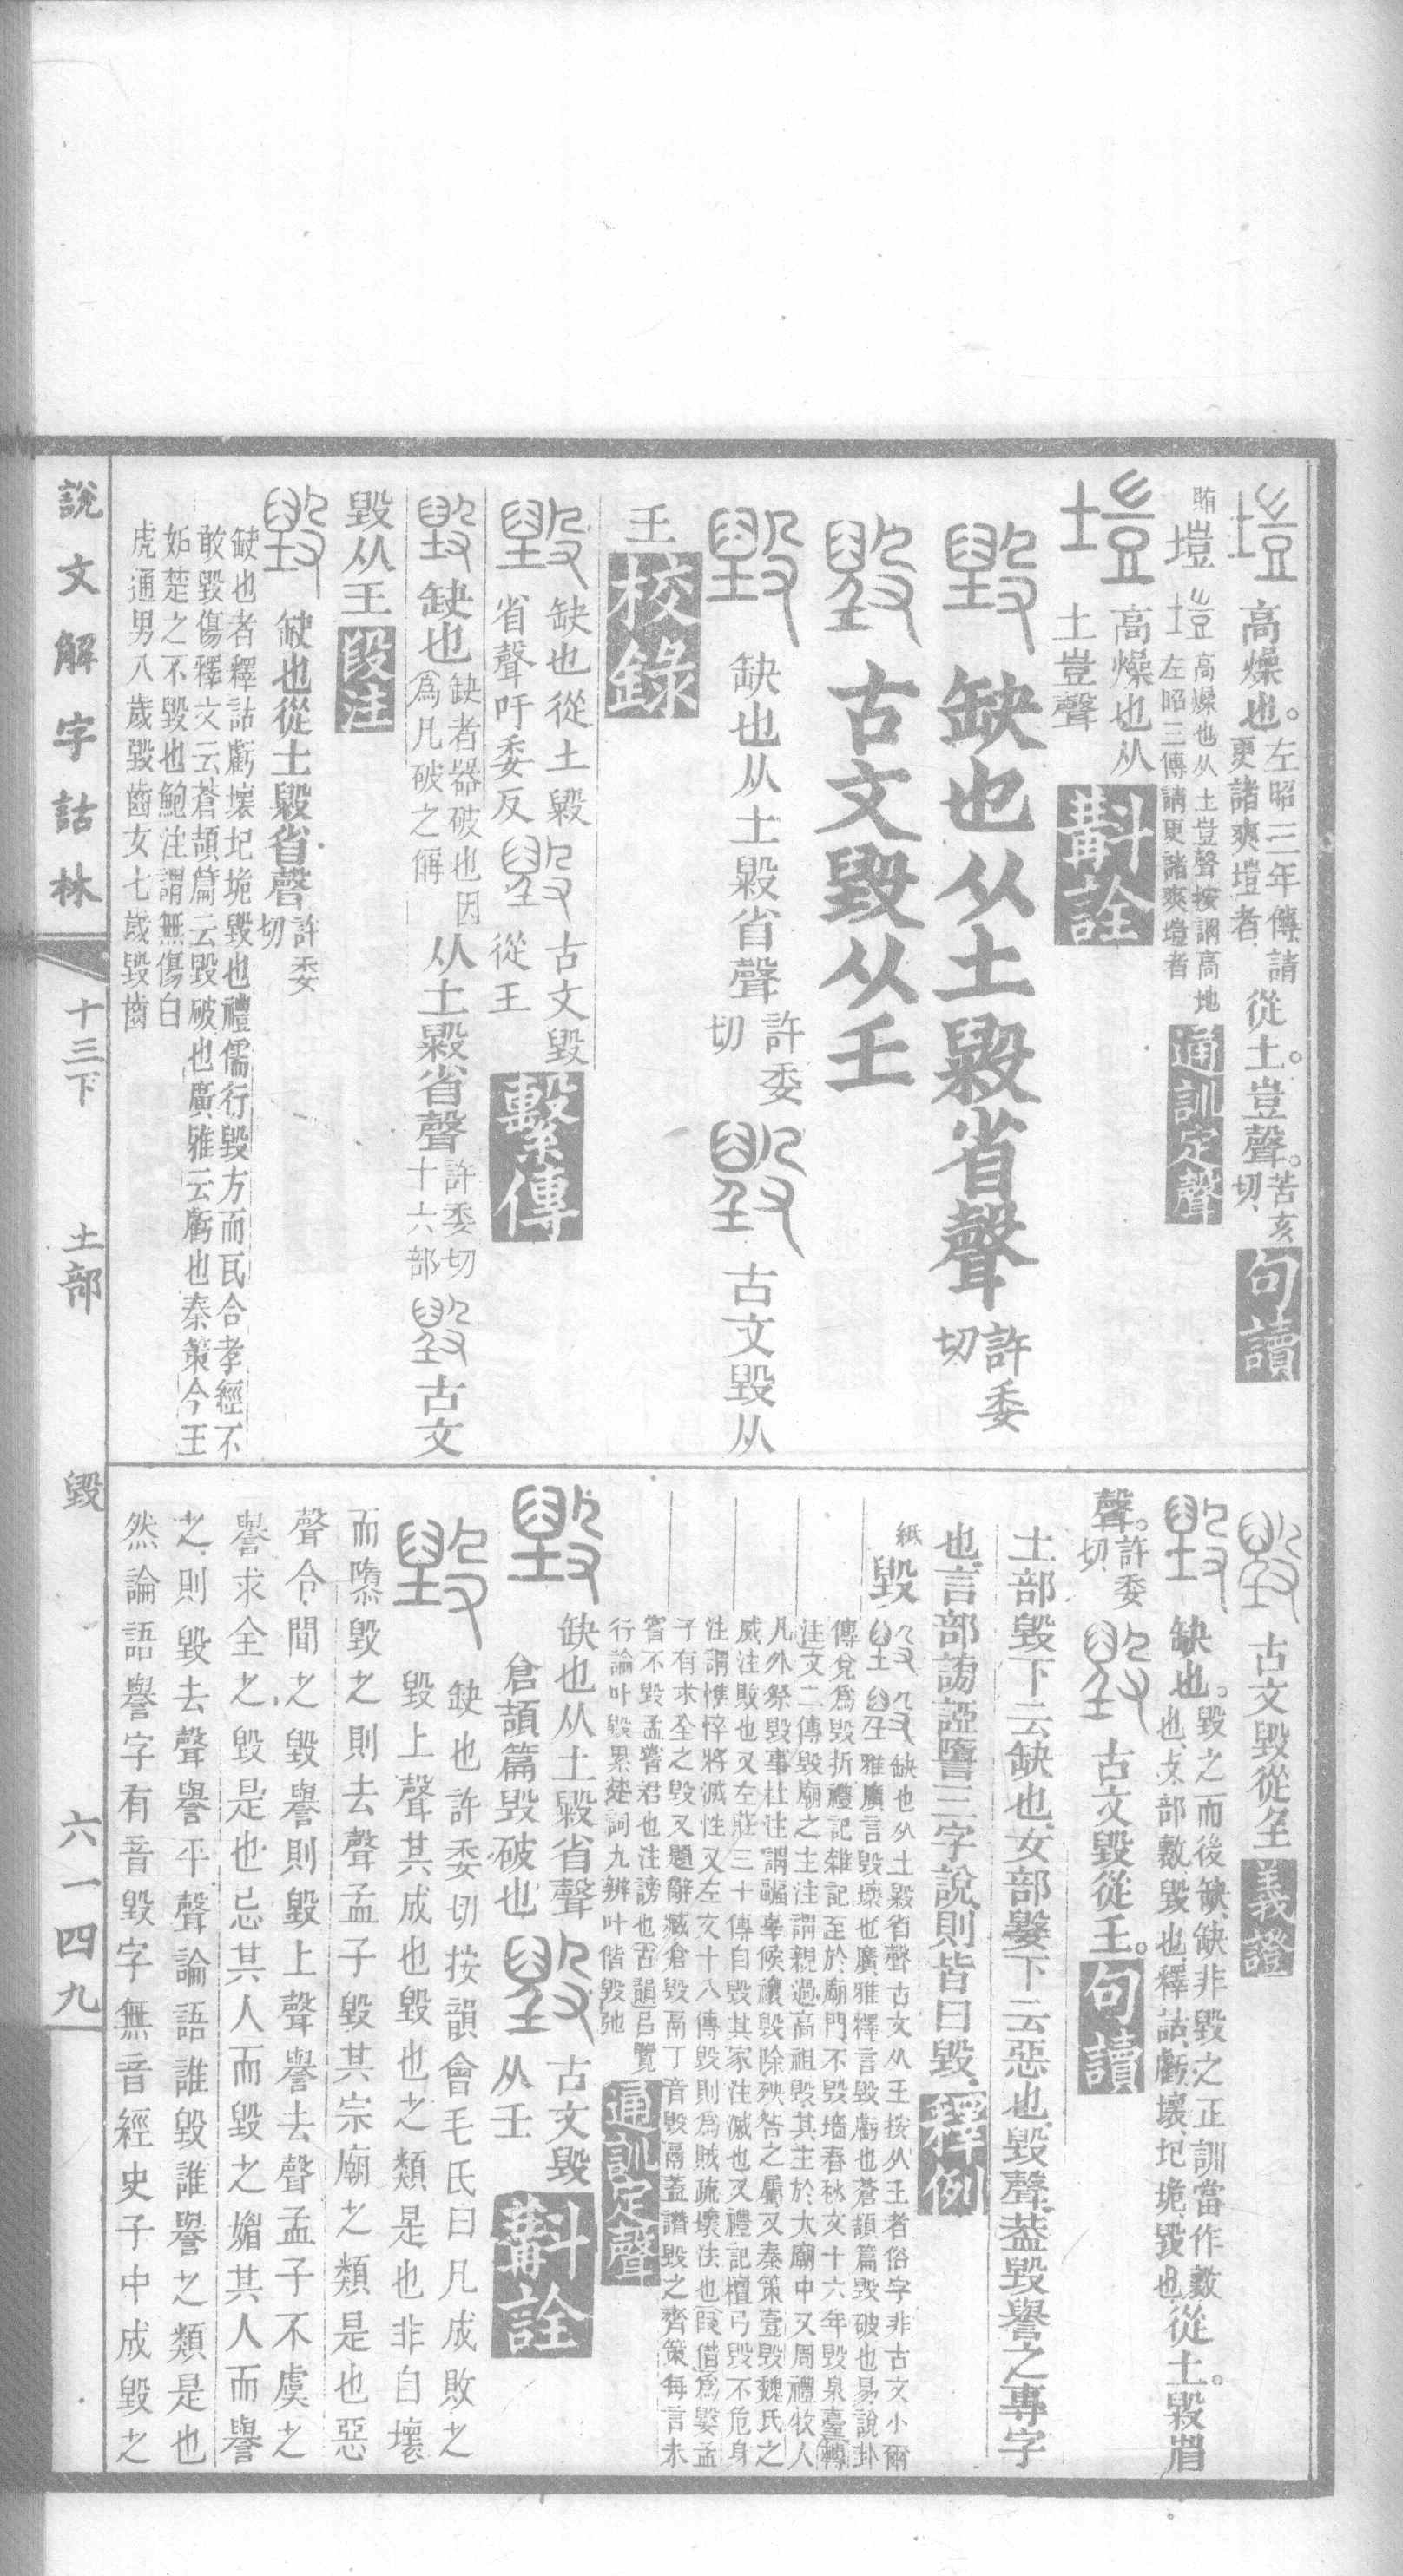 塏 高燥也。左昭三年傳請更諸爽塏者從土。豈聲。苦亥切 句讀
賄 塏 塏高燥也从土豈聲按謂高地左昭三傳請更諸爽塏者 通訓定聲
塏 高燥也从土豈聲 斠詮
毀 缺也从土毇省聲 許委切
毀 古文毀从壬
毀 缺也从土毇省聲 許委切 毀 古文毀从
壬 校錄
毀 缺也從土毇省聲吁委反 毀 古文毀從王 繫傳
毀 缺也 缺者器破也因爲凡破之偁 从土毇省聲 許委切十六部 毀 古文
毀从王 段注
毀 缺也從土毇省聲 許委切
缺也者釋詁虧壞圮垝毀也禮儒行毀方而瓦合孝經不
敢毀傷釋文云蒼頡篇云毀破也廣雅云虧也秦策今王
妬楚之不毀也鮑注謂無傷白
虎通男八歲毀齒女七歲毀齒
說文解字詁林 十三下 土部 毀 六一四九
毀 古文毀從𡈼 義證
毀 缺也。毀之而後缺缺非毀之正訓當作毇也攴部毇毀也釋詁虧壞圮垝毀也 從土。毇省
聲。許委切 毀 古文毀從王。 句讀
土部毀下云缺也女部嬰下云惡也毀聲蓋毀譽之專字
也言部謗誣訾三字說則皆曰毀 釋例
紙 毀 毀毀缺也从土毇省聲古文从王按从王者俗字非古文小爾
雅廣言毀壞也廣雅釋言毀虧也蒼頡篇毀破也易說卦
傳兌爲毀折禮記雜記至於廟門不毀墻春秋文十六年毀泉臺轉
注文二傳毀廟之主注謂親過高祖毀其主於大廟中又周禮牧人
凡外祭毀事杜注謂疈辜候禳毀除殃咎之屬又秦策壹毀魏氏之
威注敗也又左莊三十傳自毀其家注減也又禮記檀弓毀不危身
注謂憔悴將滅性又左文十八傳毀則爲賊疏壞法也叚借爲嬰孟
子有求全之毀又題辭臧倉毀鬲丁音毀鬲蓋譖毀之齊策每言未
嘗不毀孟嘗君也注謗也古韻呂覽
行論叶毀累楚詞九辨叶偕毀弛 通訓定聲
毀 缺也从土毇省聲倉頡篇毀破也 毀 古文毀从壬 斠詮
毀 缺也許委切按韻會毛氏曰凡成敗之
毀上聲其成也毀也之類是也非自壞
而隳毀之則去聲孟子毀其宗廟之類是也惡
聲令聞之毀譽則毀上聲譽去聲孟子不虞之
譽求全之毀是也忌其人而毀之媢其人而譽
之則毀去聲譽平聲論語誰毀誰譽之類是也
然論語譽字有音毀字無音經史子中成毀之